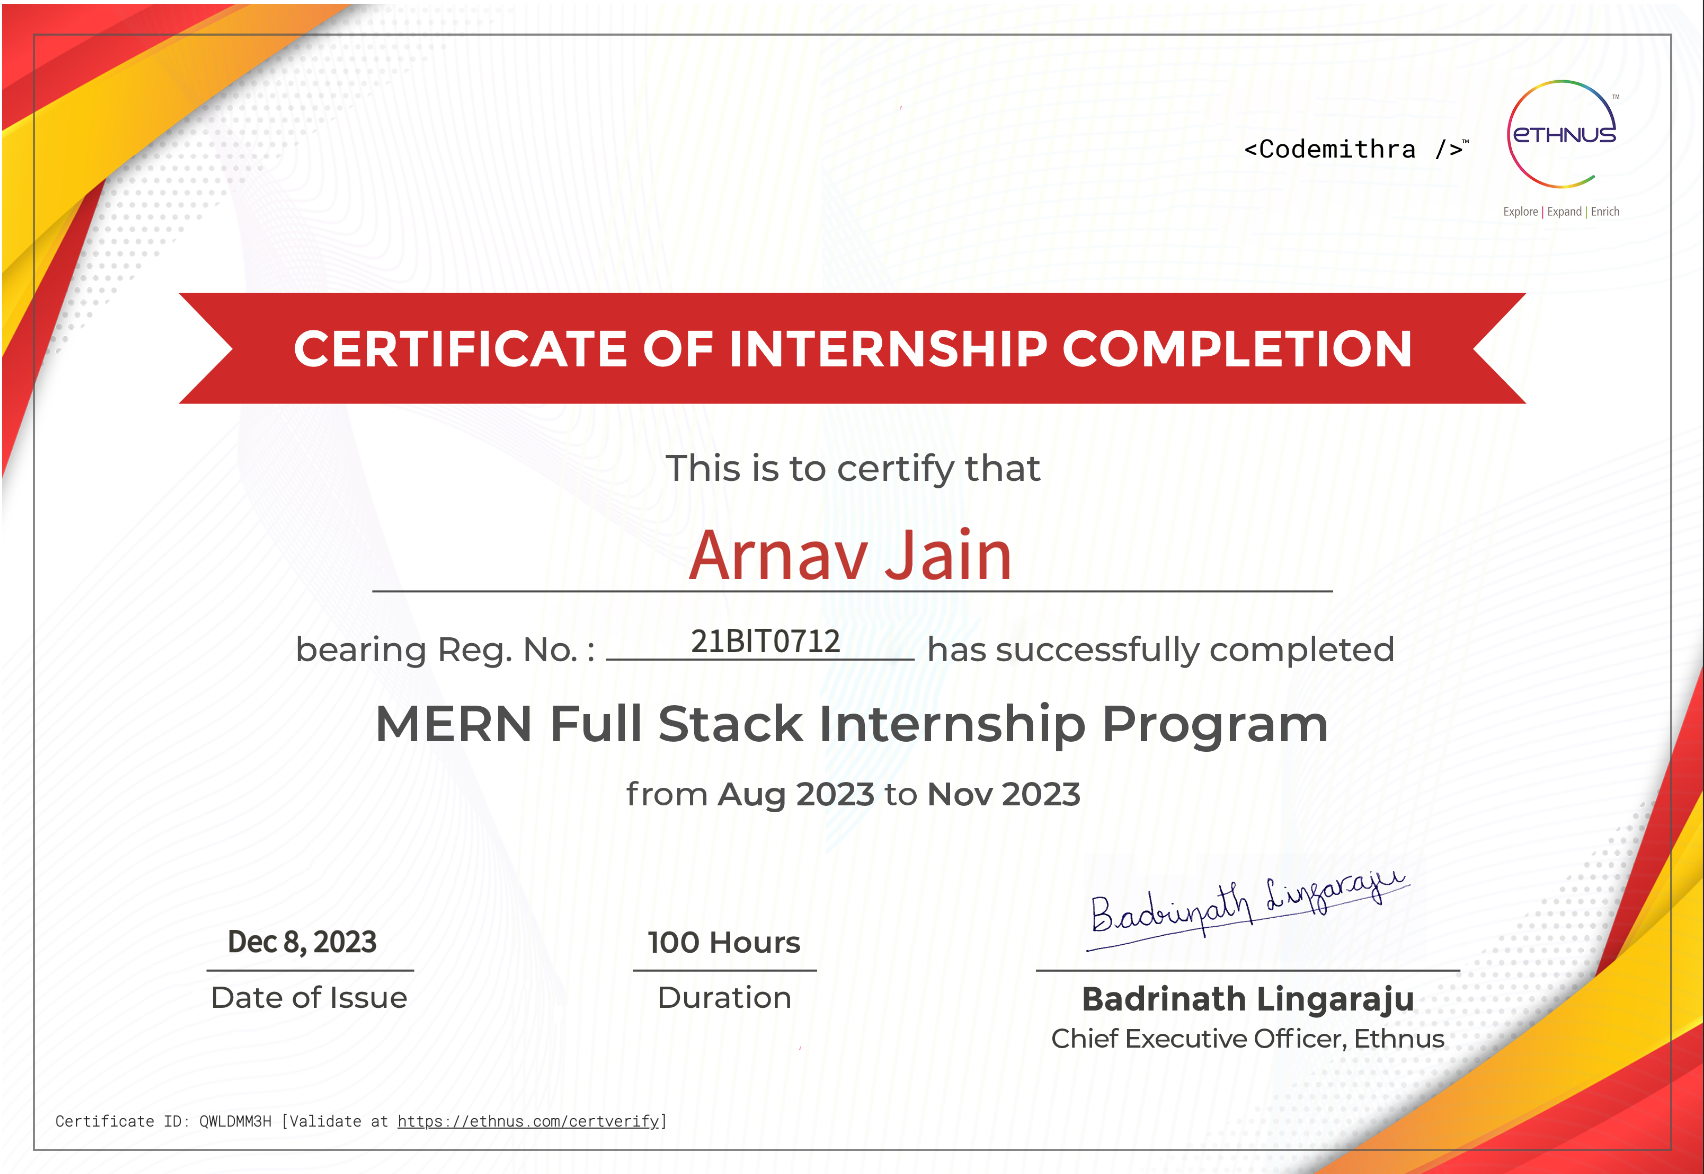 <Codemithra />™
eTHNUS™
Explore | Expand | Enrich
CERTIFICATE OF INTERNSHIP COMPLETION
This is to certify that
Arnav Jain
bearing Reg. No. : 21BIT0712 has successfully completed
MERN Full Stack Internship Program
from Aug 2023 to Nov 2023
Badrinath Lingaraju
Dec 8, 2023 100 Hours
Date of Issue Duration Badrinath Lingaraju
Chief Executive Officer, Ethnus
Certificate ID: QWLDMM3H [Validate at https://ethnus.com/certverify]